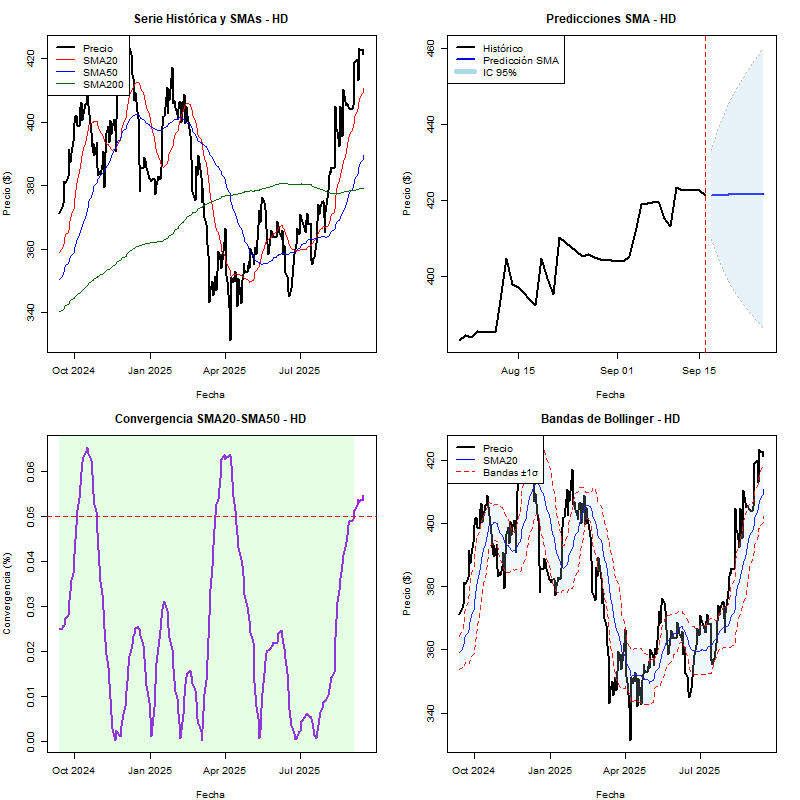 Serie Histórica y SMAs - HD
Precio
SMA20
SMA50
SMA200
Precio ($)
420
400
380
360
340
Oct 2024
Jan 2025
Apr 2025
Jul 2025
Fecha
Predicciones SMA - HD
Histórico
Predicción SMA
IC 95%
Precio ($)
460
440
420
400
Aug 15
Sep 01
Sep 15
Fecha
Convergencia SMA20-SMA50 - HD
Convergencia (%)
0.06
0.05
0.04
0.03
0.02
0.01
0.00
Oct 2024
Jan 2025
Apr 2025
Jul 2025
Fecha
Bandas de Bollinger - HD
Precio
SMA20
Bandas ±1σ
Precio ($)
420
400
380
360
340
Oct 2024
Jan 2025
Apr 2025
Jul 2025
Fecha